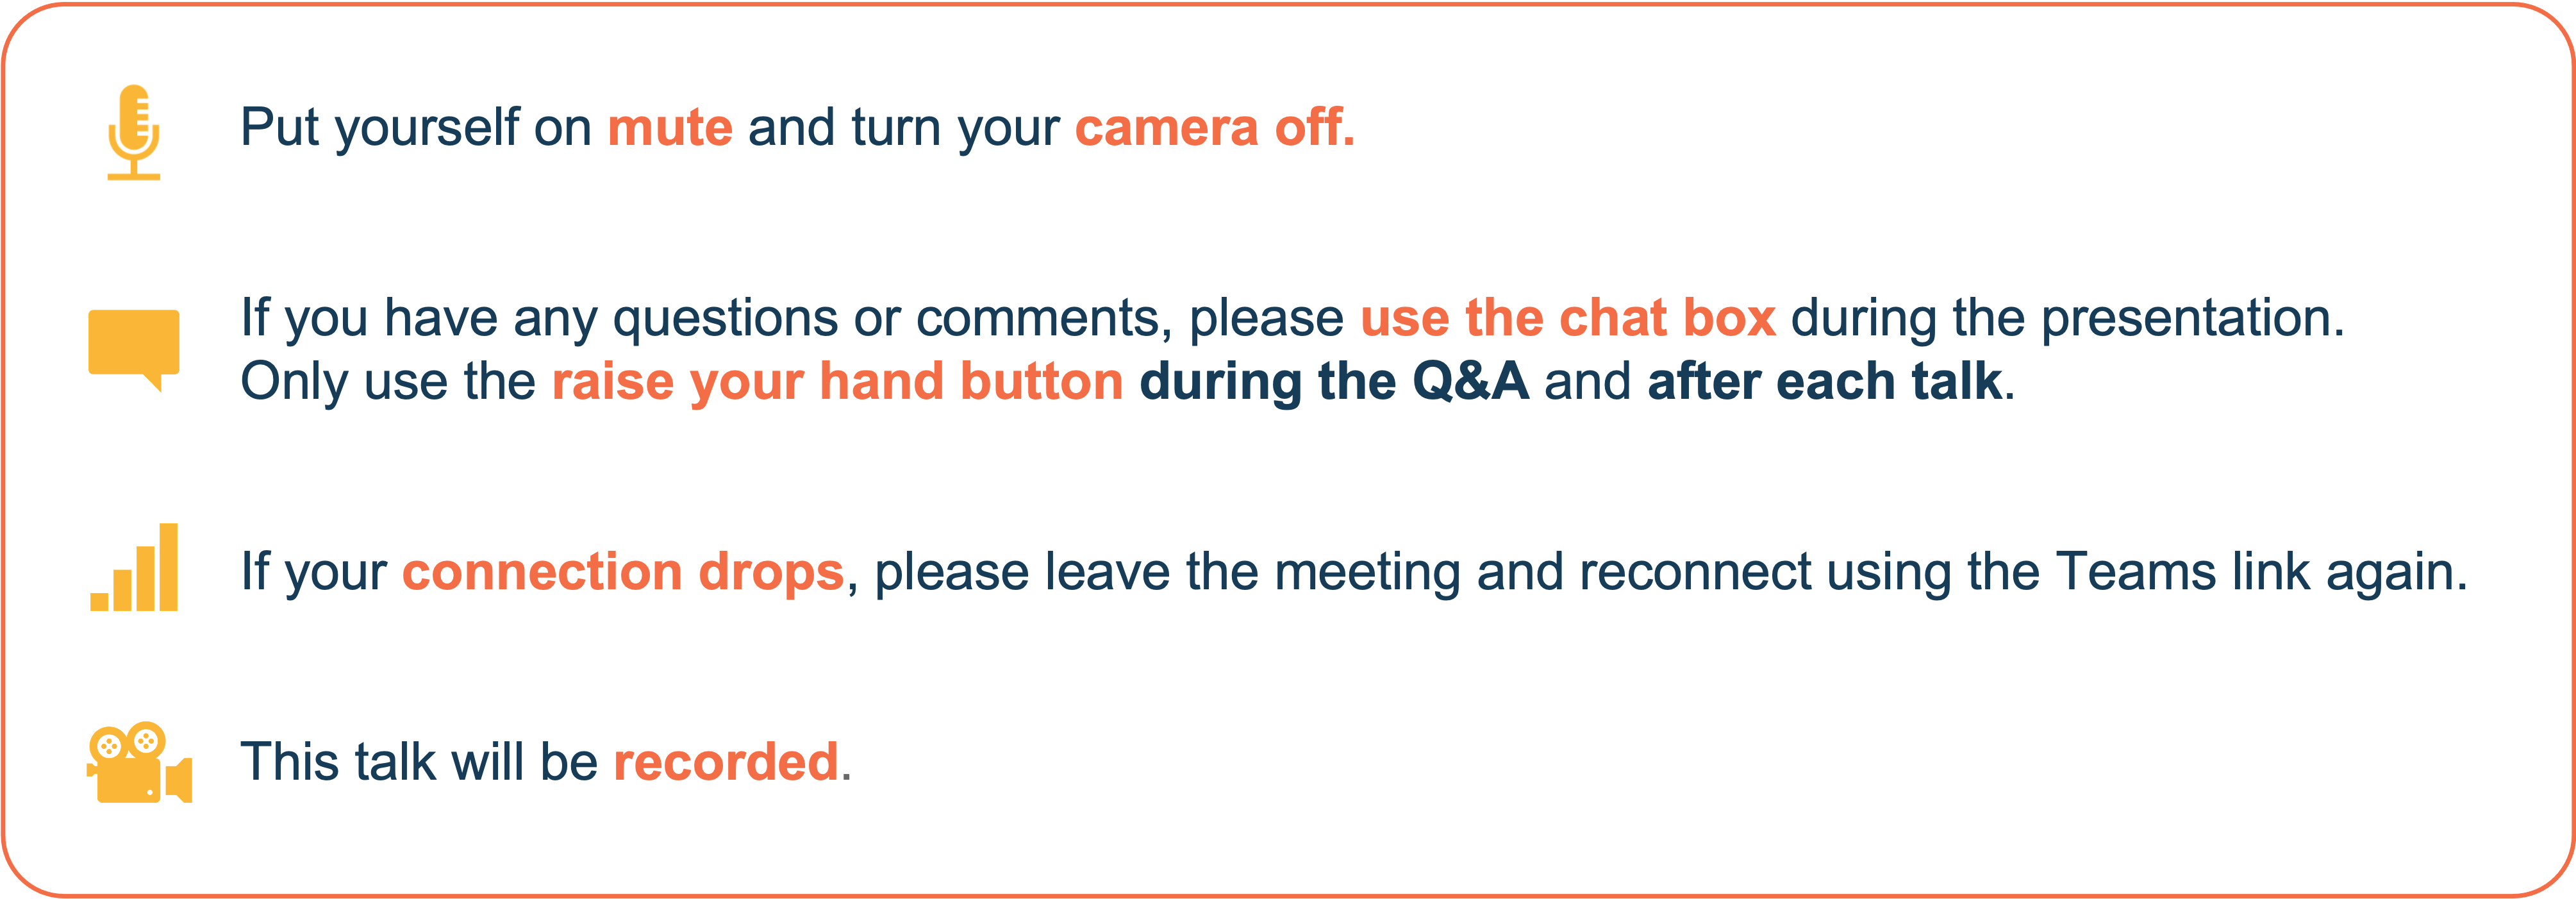 Put yourself on mute and turn your camera off.
If you have any questions or comments, please use the chat box during the presentation.
Only use the raise your hand button during the Q&A and after each talk.
If your connection drops, please leave the meeting and reconnect using the Teams link again.
This talk will be recorded.